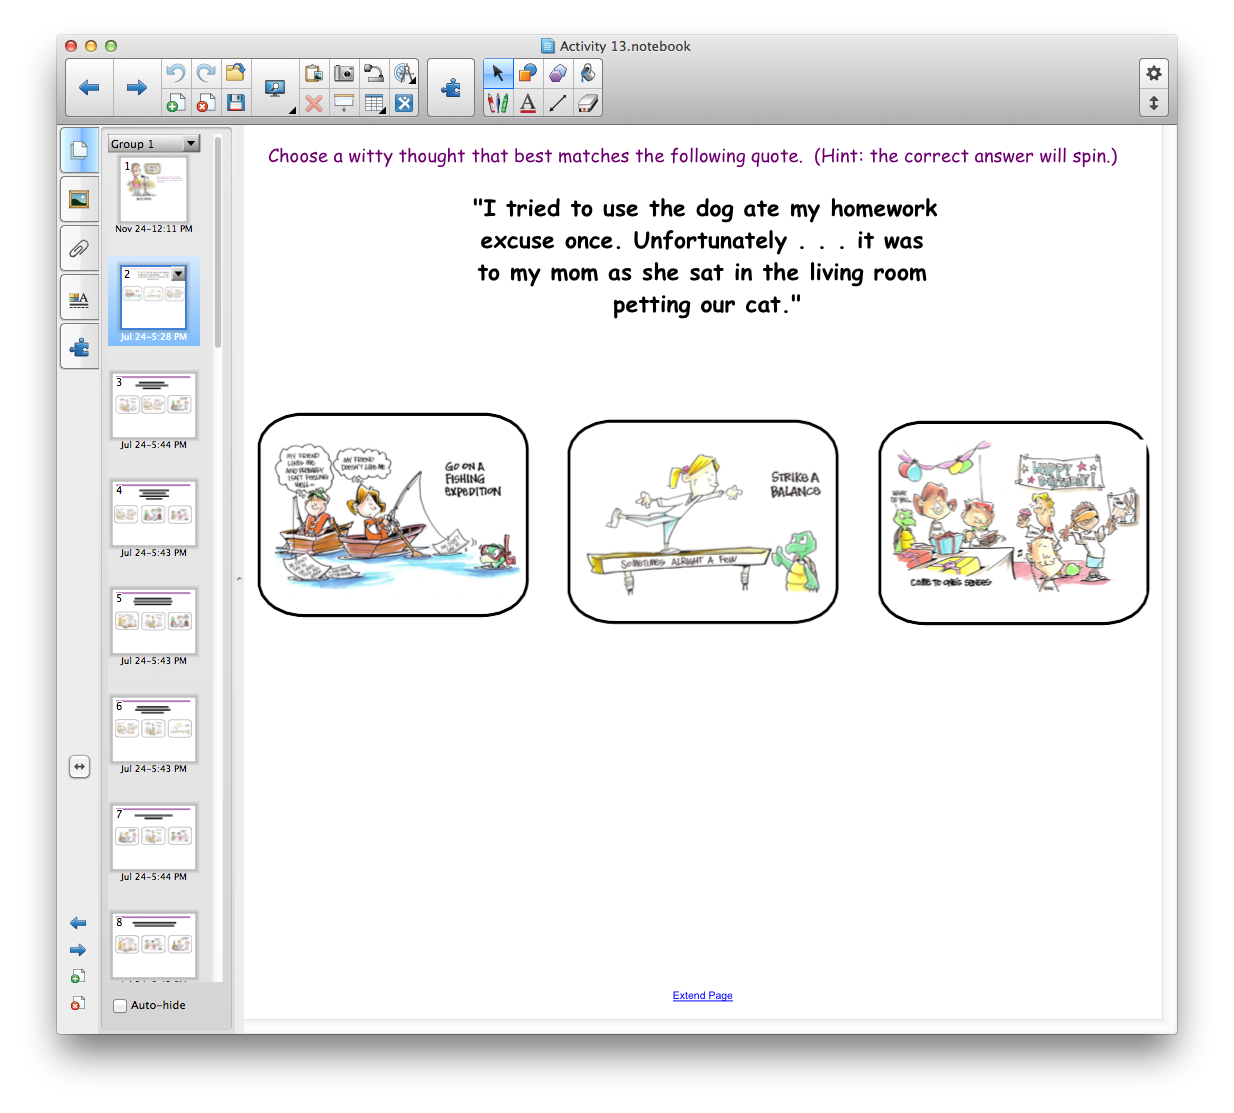 Activity 13.notebook
Group 1
1
Nov 24-12:11 PM
2
Jul 24-5:28 PM
3
Jul 24-5:44 PM
4
Jul 24-5:43 PM
5
Jul 24-5:43 PM
6
Jul 24-5:43 PM
7
Jul 24-5:44 PM
8
Auto-hide
Choose a witty thought that best matches the following quote. (Hint: the correct answer will spin.)
"I tried to use the dog ate my homework
excuse once. Unfortunately . . . it was
to my mom as she sat in the living room
petting our cat."
MY FRIEND
LIKES ME
AND PROBABLY
ISN'T FEELING
WELL...
MY FRIEND
DOESN'T LIKE ME
GO ON A
FISHING
EXPEDITION
STRIKE A
BALANCE
SOMETIMES ALRIGHT A FEW
HAPPY
BIRTHDAY!
WHAT
COME TO ONE'S SENSES
Extend Page